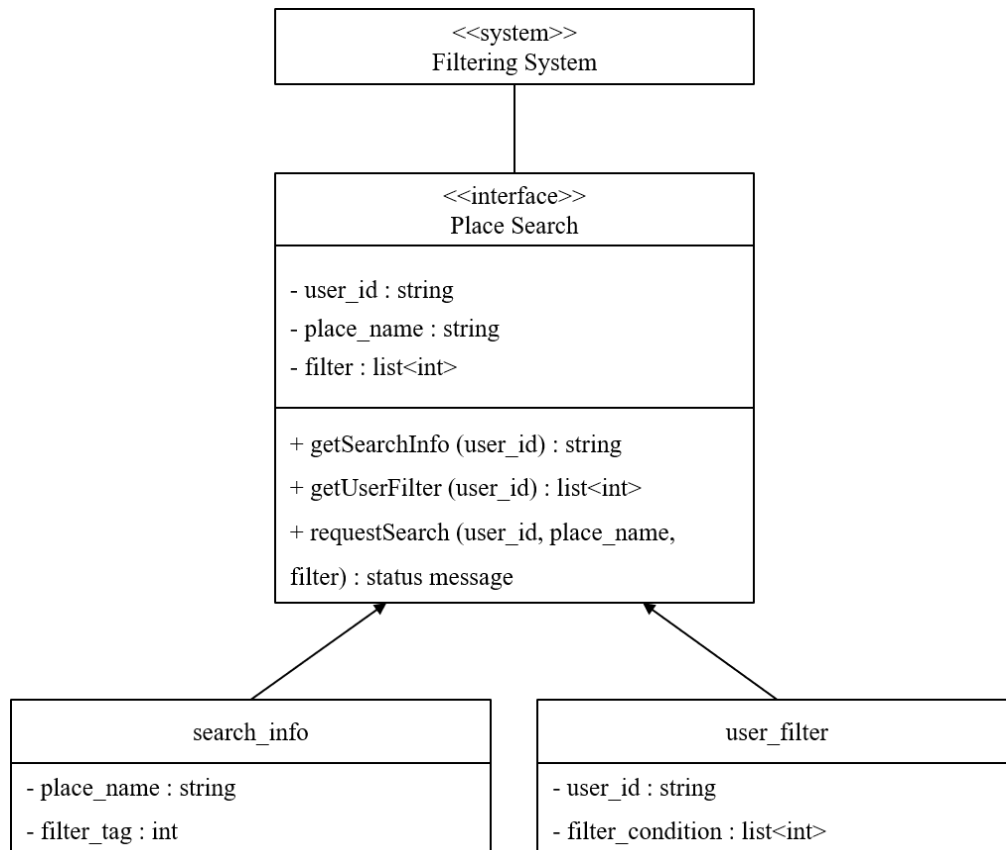 <<system>>
Filtering System
<<interface>>
Place Search
- user_id : string
- place_name : string
- filter : list<int>
+ getSearchInfo (user_id) : string
+ getUserFilter (user_id) : list<int>
+ requestSearch (user_id, place_name,
filter) : status message
search_info
- place_name : string
- filter_tag : int
user_filter
- user_id : string
- filter_condition : list<int>